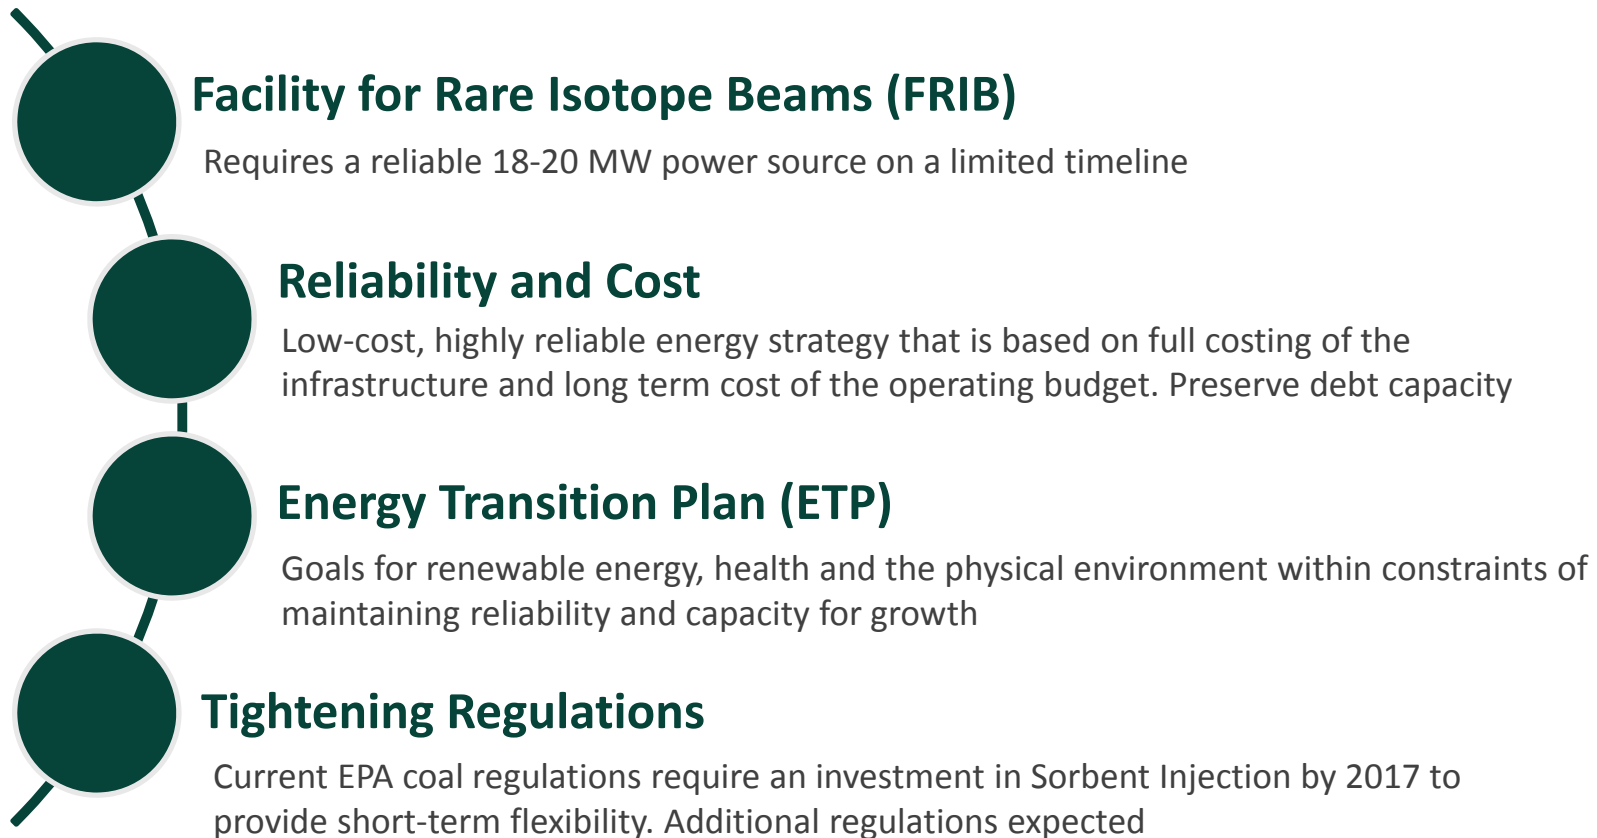 Facility for Rare Isotope Beams (FRIB)
Requires a reliable 18-20 MW power source on a limited timeline
Reliability and Cost
Low-cost, highly reliable energy strategy that is based on full costing of the
infrastructure and long term cost of the operating budget. Preserve debt capacity
Energy Transition Plan (ETP)
Goals for renewable energy, health and the physical environment within constraints of
maintaining reliability and capacity for growth
Tightening Regulations
Current EPA coal regulations require an investment in Sorbent Injection by 2017 to
provide short-term flexibility. Additional regulations expected